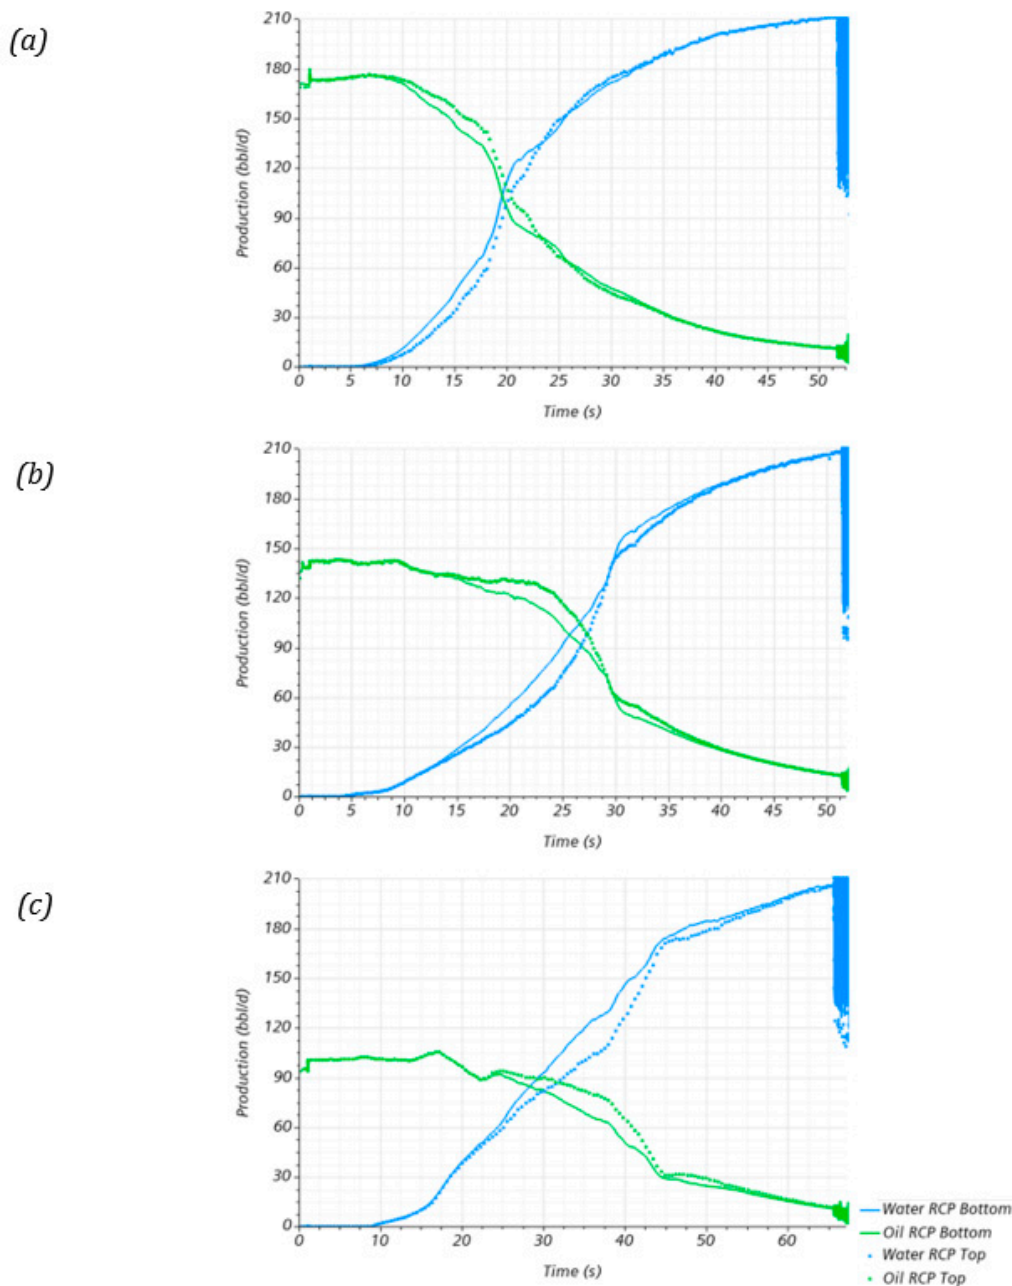 (a)
210
180
150
120
90
60
30
0
Production (bbl/d)
0 5 10 15 20 25 30 35 40 45 50
Time (s)
(b)
210
180
150
120
90
60
30
0
Production (bbl/d)
0 5 10 15 20 25 30 35 40 45 50
Time (s)
(c)
210
180
150
120
90
60
30
0
Production (bbl/d)
0 10 20 30 40 50 60
Time (s)
Water RCP Bottom
Oil RCP Bottom
Water RCP Top
Oil RCP Top